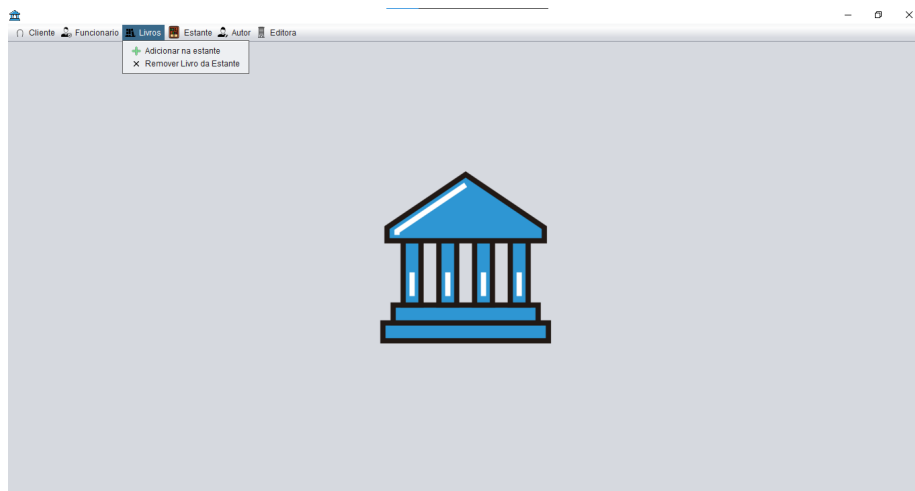 Cliente Funcionario Livros Estante Autor Editora
Adicionar na estante
Remover Livro da Estante